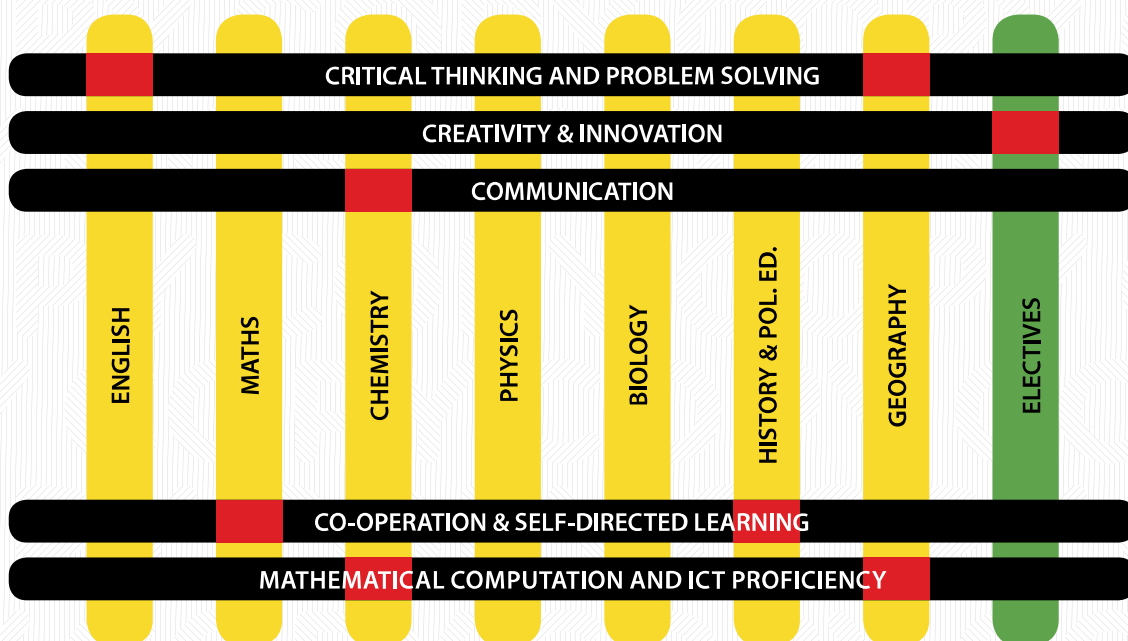 CRITICAL THINKING AND PROBLEM SOLVING
CREATIVITY & INNOVATION
COMMUNICATION
ENGLISH
MATHS
CHEMISTRY
PHYSICS
BIOLOGY
HISTORY & POL. ED.
GEOGRAPHY
ELECTIVES
CO-OPERATION & SELF-DIRECTED LEARNING
MATHEMATICAL COMPUTATION AND ICT PROFICIENCY